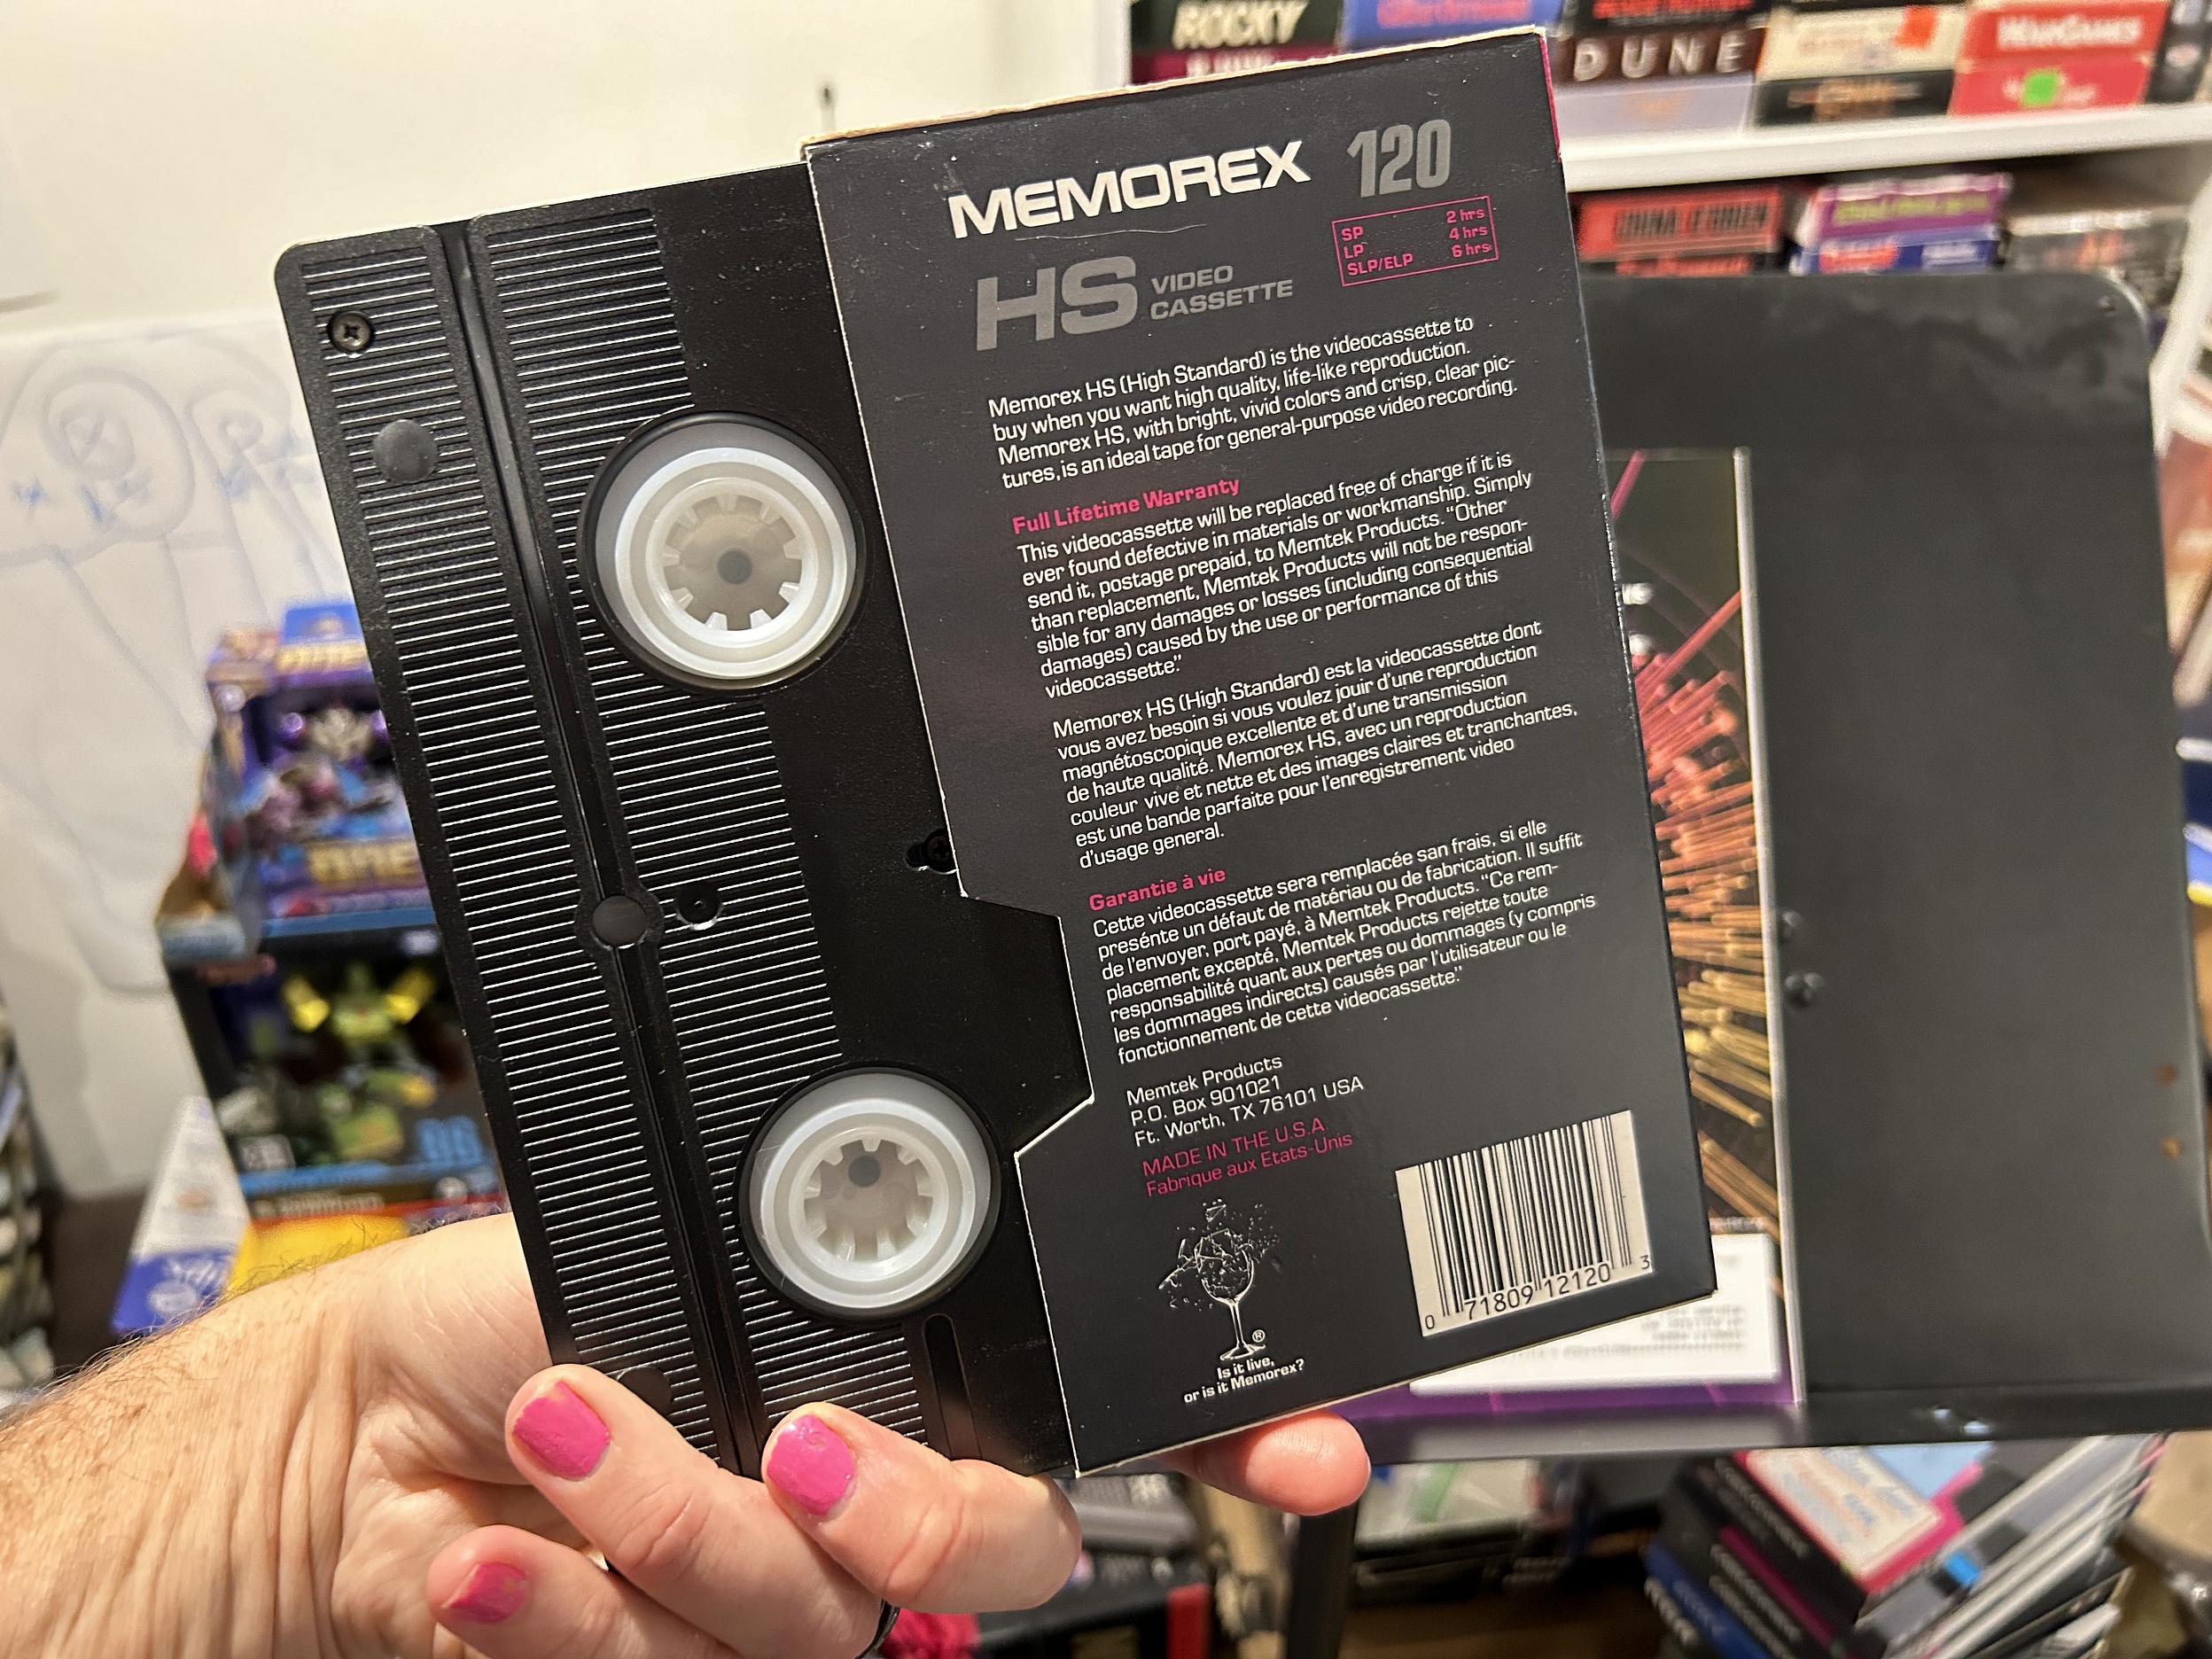 ROCKY
DUNE
WARGAMES
MEMOREX 120
SP 2 hrs
LP 4 hrs
SLP/ELP 6 hrs
HS VIDEO
CASSETTE
Memorex HS (High Standard) is the videocassette to
buy when you want high quality, life-like reproduction.
Memorex HS, with bright, vivid colors and crisp, clear pic-
tures, is an ideal tape for general-purpose video recording.
Full Lifetime Warranty
This videocassette will be replaced free of charge if it is
ever found defective in materials or workmanship. Simply
send it, postage prepaid, to Memtek Products. “Other
than replacement, Memtek Products will not be respon-
sible for any damages or losses (including consequential
damages) caused by the use or performance of this
videocassette.”
Memorex HS (High Standard) est la videocassette dont
vous avez besoin si vous voulez jouir d'une reproduction
magnétoscopique excellente et d'une transmission
de haute qualité. Memorex HS, avec un reproduction
couleur vive et nette et des images claires et tranchantes,
est une bande parfaite pour l'enregistrement video
d'usage general.
Garantie à vie
Cette videocassette sera remplacée san frais, si elle
presénte un défaut de matériau ou de fabrication. Il suffit
de l'envoyer, port payé, à Memtek Products. “Ce rem-
placement excepté, Memtek Products rejette toute
responsabilité quant aux pertes ou dommages (y compris
les dommages indirects) causés par l'utilisateur ou le
fonctionnement de cette videocassette.”
Memtek Products
P.O. Box 901021
Ft. Worth, TX 76101 USA
MADE IN THE U.S.A
Fabrique aux Etats-Unis
®
Is it live,
or is it Memorex?
0 71809 12120 3
86